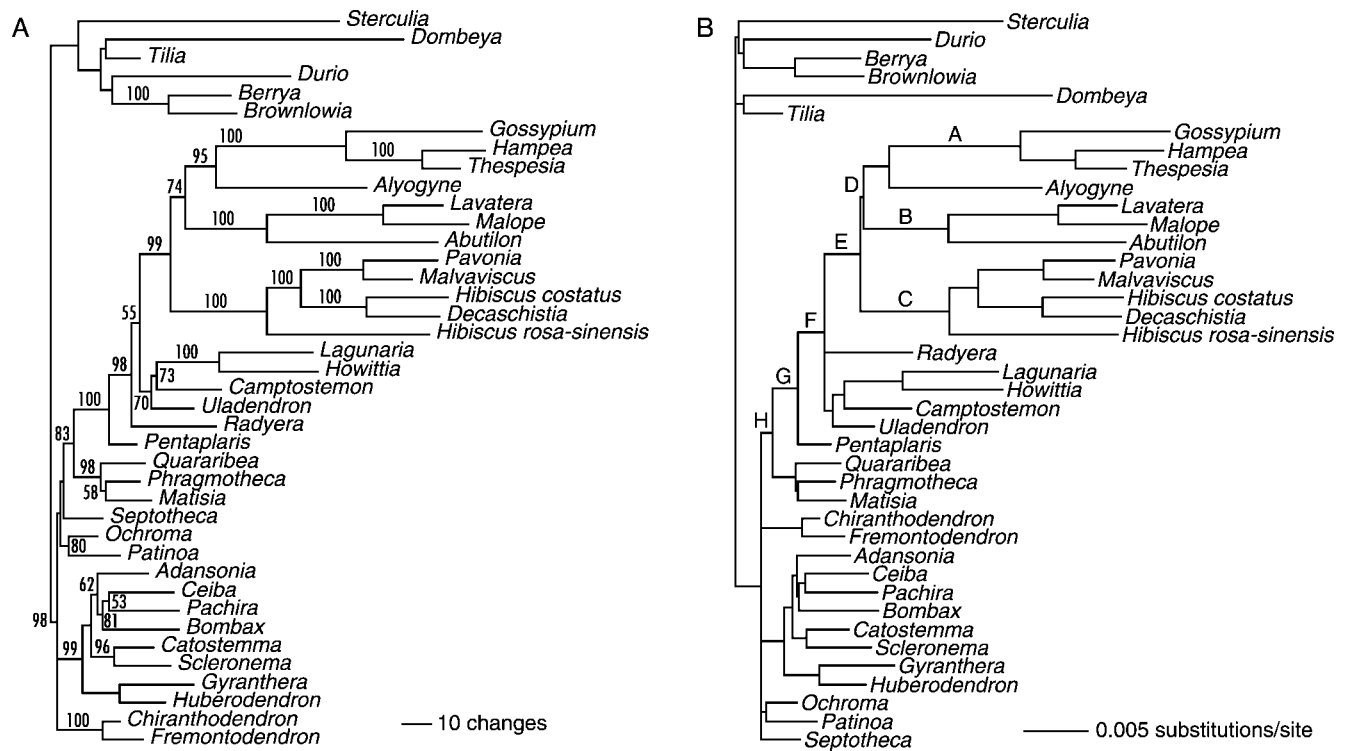 A
Sterculia
Dombeya
Tilia
Durio
100
Berrya
Brownlowia
100
Gossypium
95
100
Hampea
Thespesia
74
Alyogyne
100
Lavatera
100
Malope
Abutilon
99
100
Pavonia
100
Malvaviscus
100
100
Hibiscus costatus
Decaschistia
Hibiscus rosa-sinensis
55
100
Lagunaria
Howittia
98
73
Camptostemon
70
Uladendron
100
Radyera
Pentaplaris
83
98
Quararibea
Phragmotheca
58
Matisia
Septotheca
Ochroma
80
Patinoa
Adansonia
62
Ceiba
53
Pachira
81
Bombax
98
99
96
Catostemma
Scleronema
Gyranthera
Huberodendron
100
Chiranthodendron
Fremontodendron
10 changes
B
Sterculia
Durio
Berrya
Brownlowia
Dombeya
Tilia
A
Gossypium
Hampea
Thespesia
D
Alyogyne
Lavatera
B
Malope
Abutilon
E
Pavonia
Malvaviscus
C
Hibiscus costatus
Decaschistia
Hibiscus rosa-sinensis
F
Radyera
G
Lagunaria
Howittia
H
Camptostemon
Uladendron
Pentaplaris
Quararibea
Phragmotheca
Matisia
Chiranthodendron
Fremontodendron
Adansonia
Ceiba
Pachira
Bombax
Catostemma
Scleronema
Gyranthera
Huberodendron
Ochroma
Patinoa
Septotheca
0.005 substitutions/site